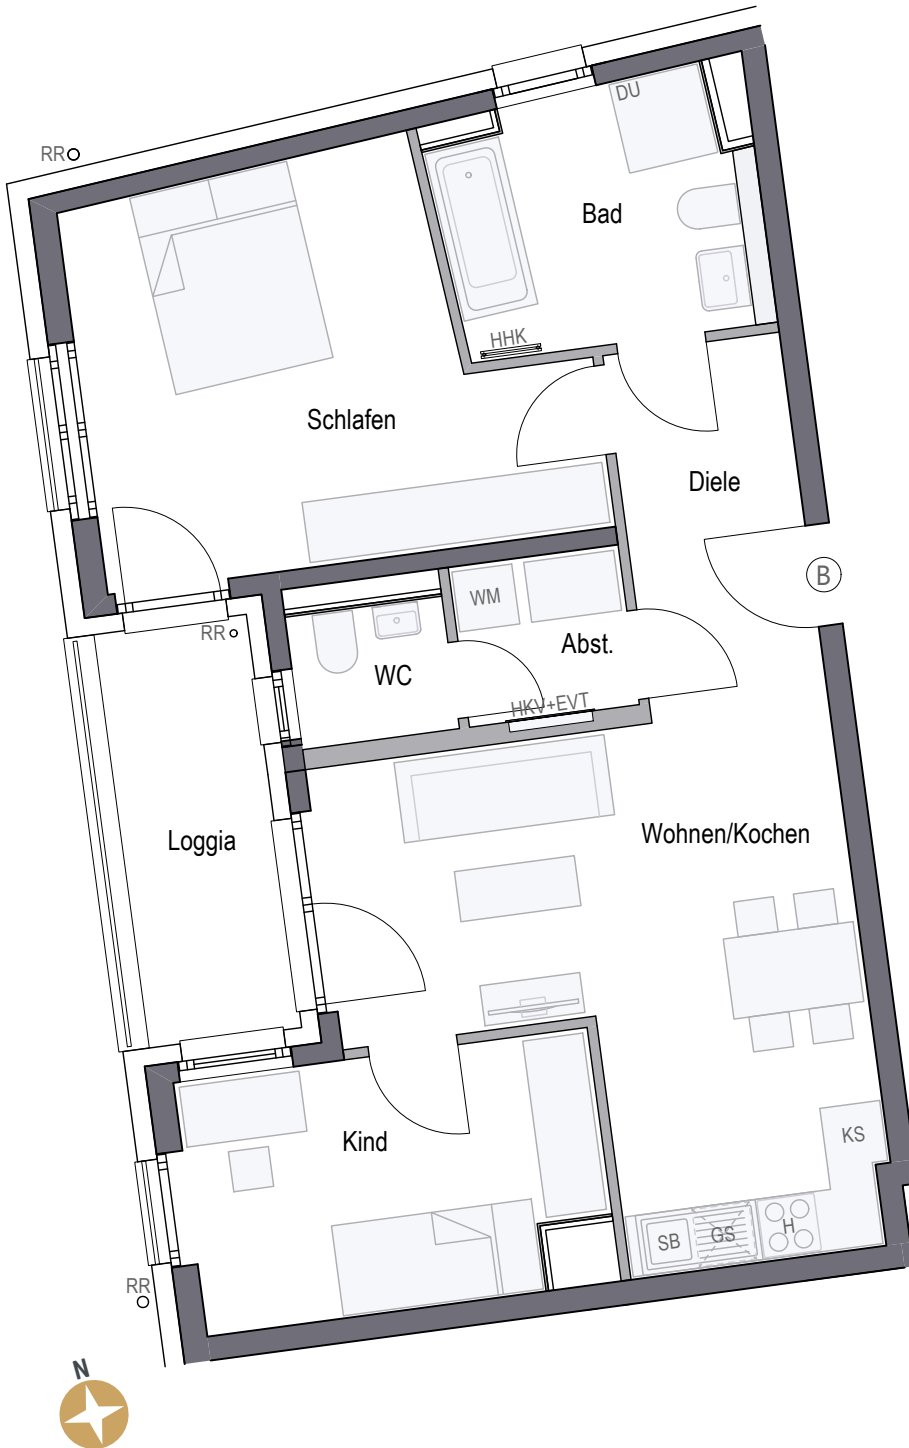 DU
RR
Bad
HHK
Schlafen
Diele
B
WM
RR
Abst.
WC
HKV+EVT
Wohnen/Kochen
Loggia
KS
Kind
H
GS
SB
RR
N